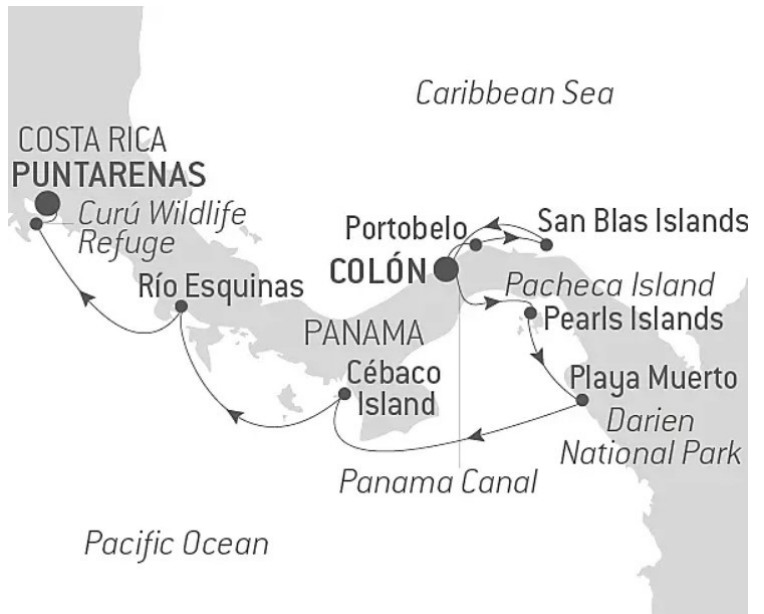 Caribbean Sea
COSTA RICA
PUNTARENAS
Curú Wildlife
Refuge
Portobelo
San Blas Islands
COLÓN
Río Esquinas
Pacheca Island
Pearls Islands
PANAMA
Cébaco
Island
Playa Muerto
Darien
National Park
Panama Canal
Pacific Ocean